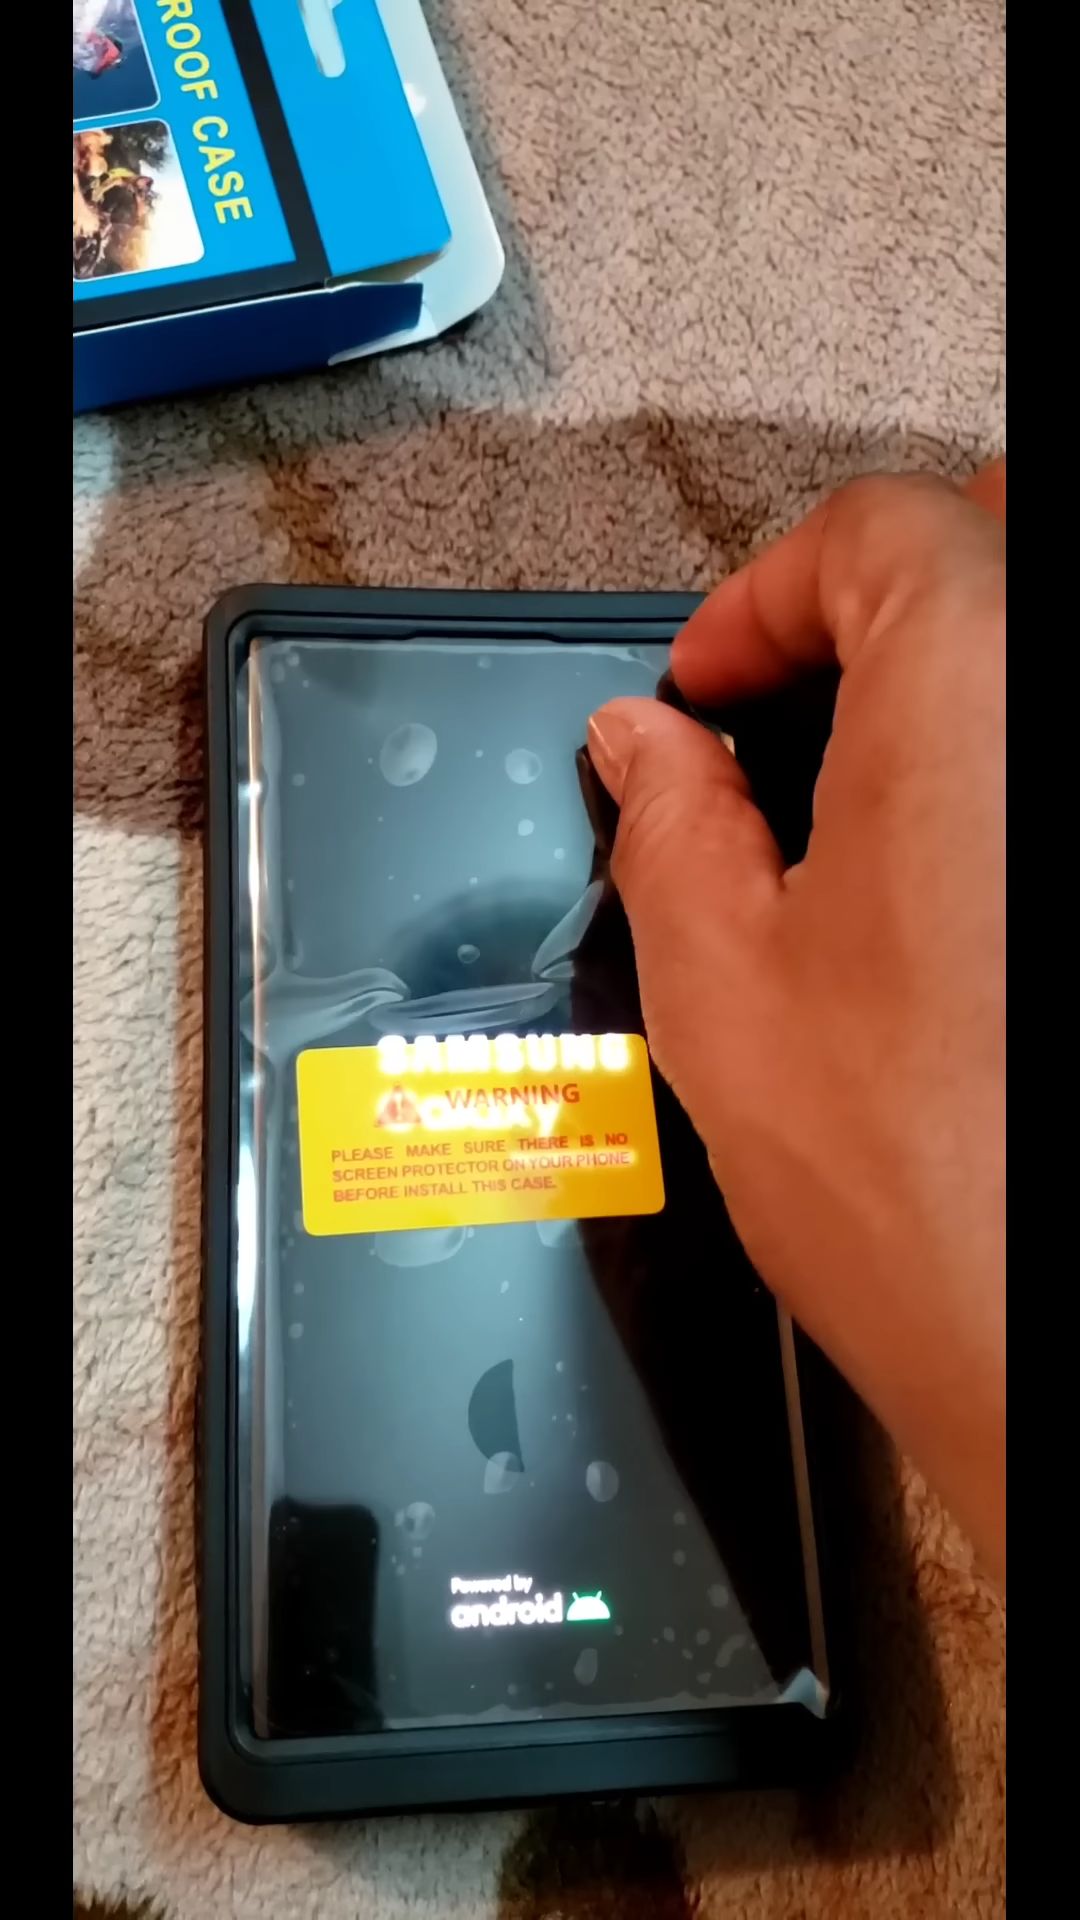 ROOF CASE
SAMSUNG
Galaxy
WARNING
PLEASE MAKE SURE THERE IS NO
SCREEN PROTECTOR ON YOUR PHONE
BEFORE INSTALL THIS CASE.
Powered by
android